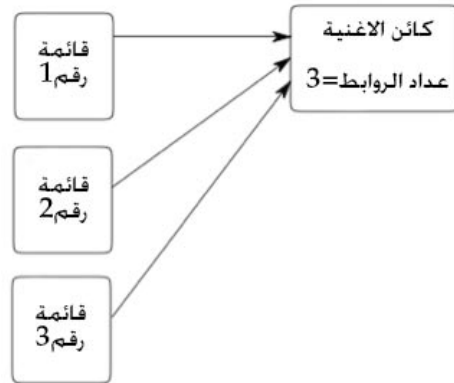 كائن الاغنية
عداد الروابط=3
قائمة
رقم1
قائمة
رقم2
قائمة
رقم3